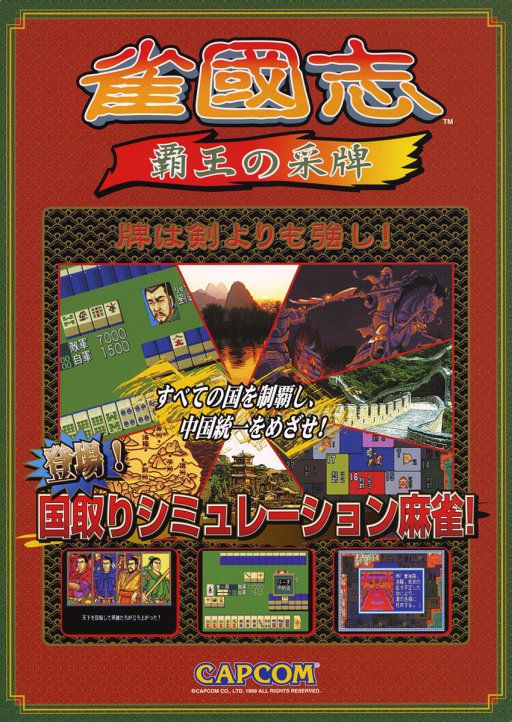 雀國志
TM
覇王の采牌
牌は剣よりも強し!
敵軍 7000
自軍 1500
すべての国を制覇し、
中国統一をめざせ!
登場!
国取りシミュレーション麻雀!
天下を目指して英雄たちが立ち上がった!
CAPCOM®
©CAPCOM CO., LTD. 1999 ALL RIGHTS RESERVED.